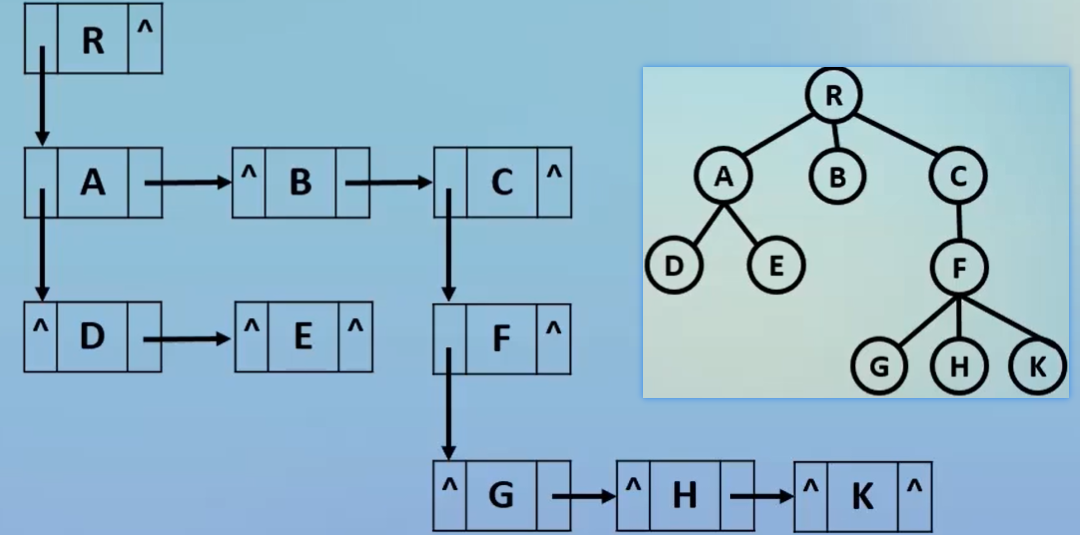 R ^
A ^ B C ^
^ D ^ E ^ F ^
^ G ^ H ^ K ^
R
A B C
D E F
G H K